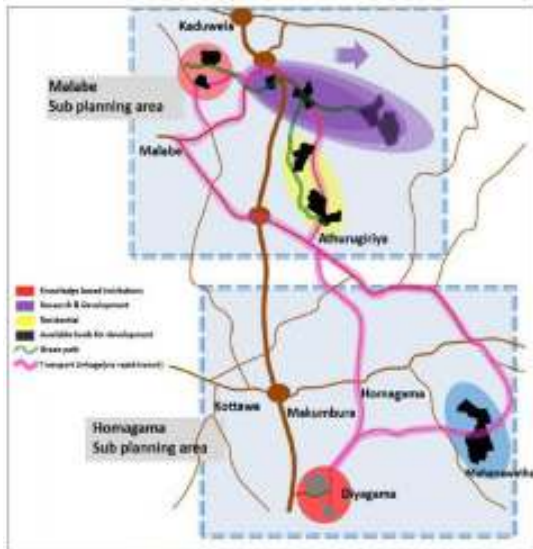 Kaduwela
Malabe
Sub planning area
Malabe
Athurugiriya
Knowledge based institutions
Research & Development
Residential
Available lands for development
Green path
Homagama
Kottawa
Makumbura
Homagama
Sub planning area
Diyagama